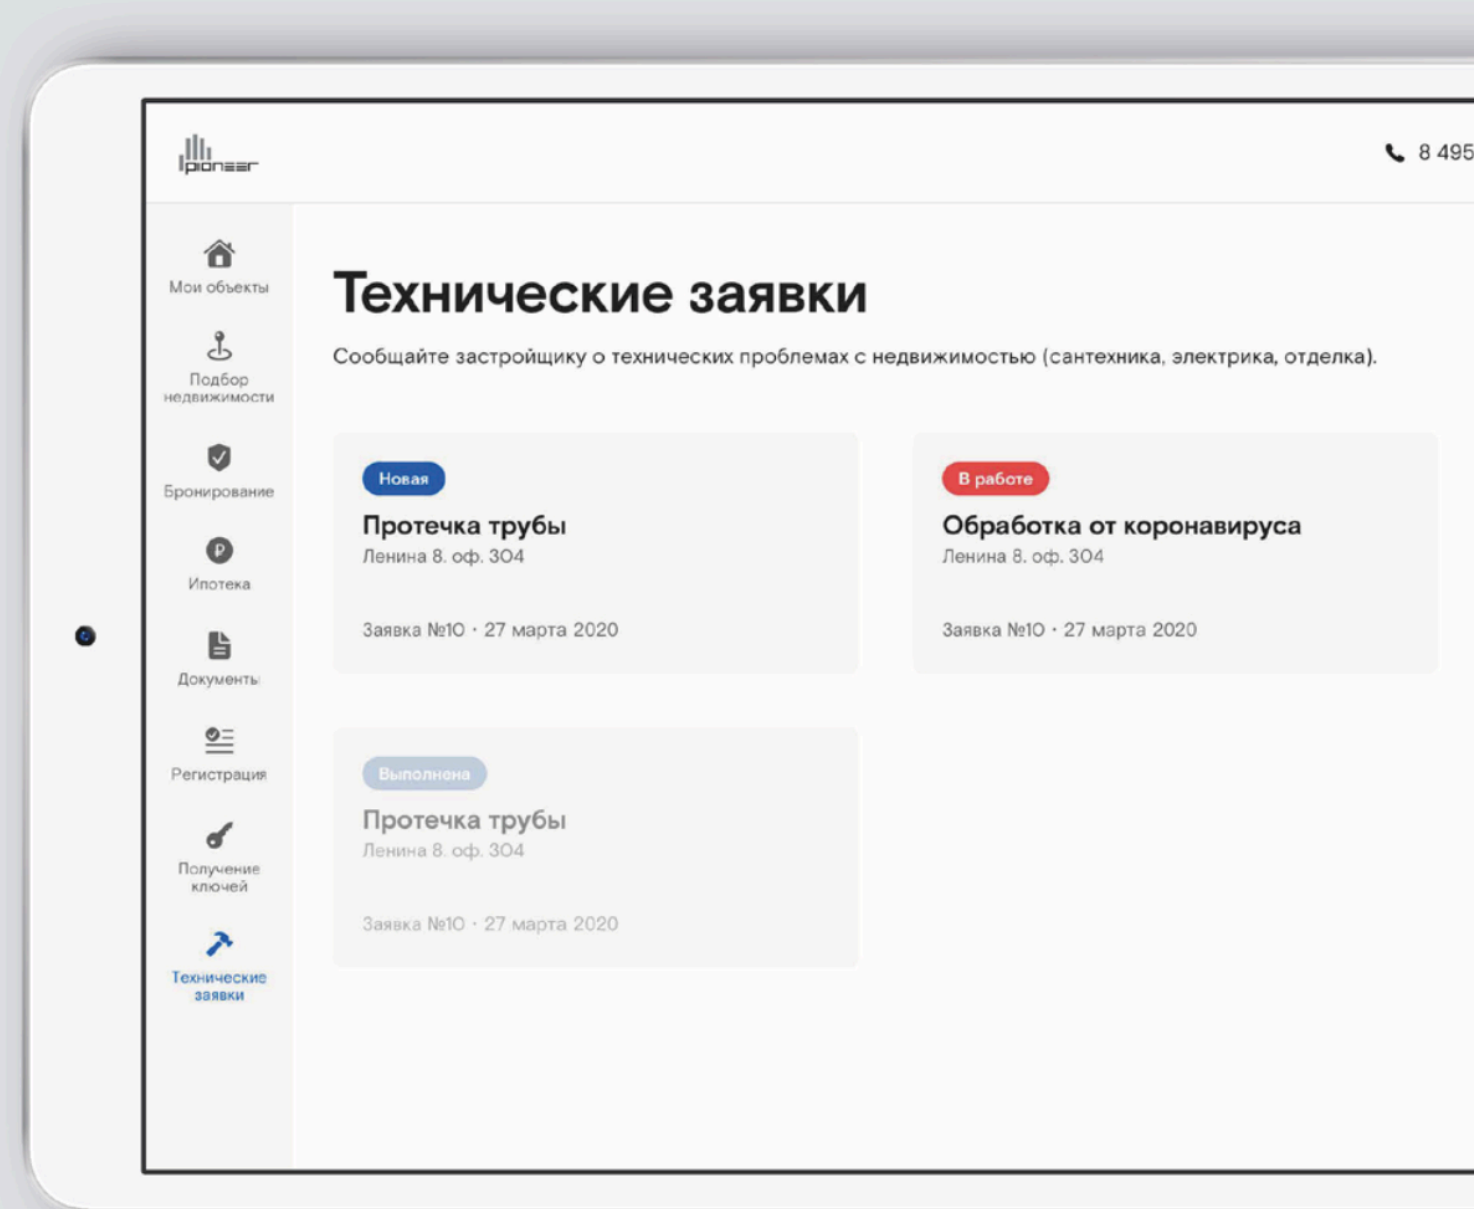 pioneer
8 495
Мои объекты
Подбор
недвижимости
Бронирование
Ипотека
Документы
Регистрация
Получение
ключей
Технические
заявки
Технические заявки
Сообщайте застройщику о технических проблемах с недвижимостью (сантехника, электрика, отделка).
Новая
Протечка трубы
Ленина 8. оф. 304
Заявка №10 · 27 марта 2020
В работе
Обработка от коронавируса
Ленина 8. оф. 304
Заявка №10 · 27 марта 2020
Выполнена
Протечка трубы
Ленина 8. оф. 304
Заявка №10 · 27 марта 2020